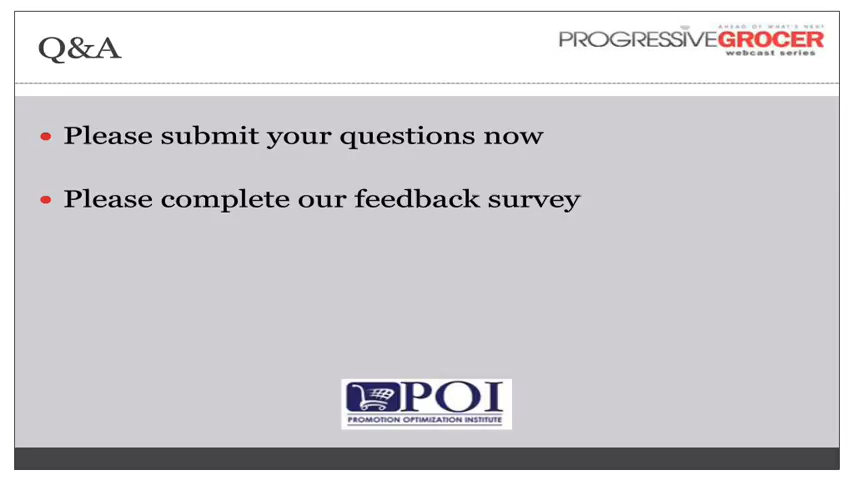 Q&A
AHEAD OF WHAT'S NEXT
PROGRESSIVEGROCER
webcast series
Please submit your questions now
Please complete our feedback survey
POI
PROMOTION OPTIMIZATION INSTITUTE